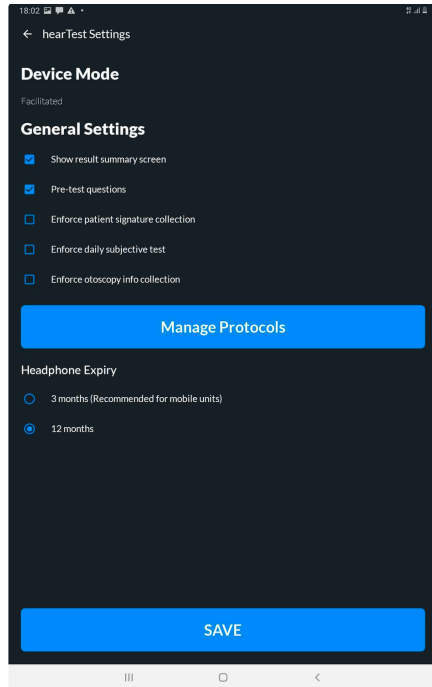 18:02
hearTest Settings
Device Mode
Facilitated
General Settings
Show result summary screen
Pre-test questions
Enforce patient signature collection
Enforce daily subjective test
Enforce otoscopy info collection
Manage Protocols
Headphone Expiry
3 months (Recommended for mobile units)
12 months
SAVE